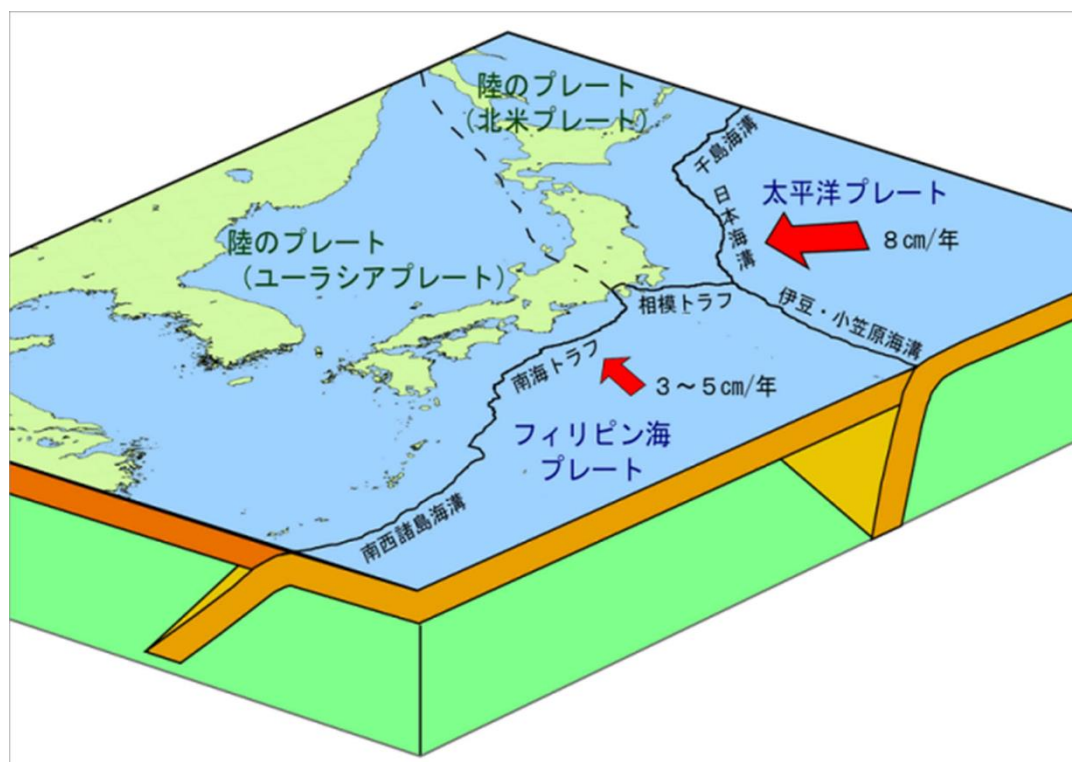 陸のプレート
（北米プレート）
千島海溝
日本海溝
太平洋プレート
8㎝/年
陸のプレート
（ユーラシアプレート）
相模トラフ
伊豆・小笠原海溝
南海トラフ
3～5㎝/年
フィリピン海
プレート
南西諸島海溝